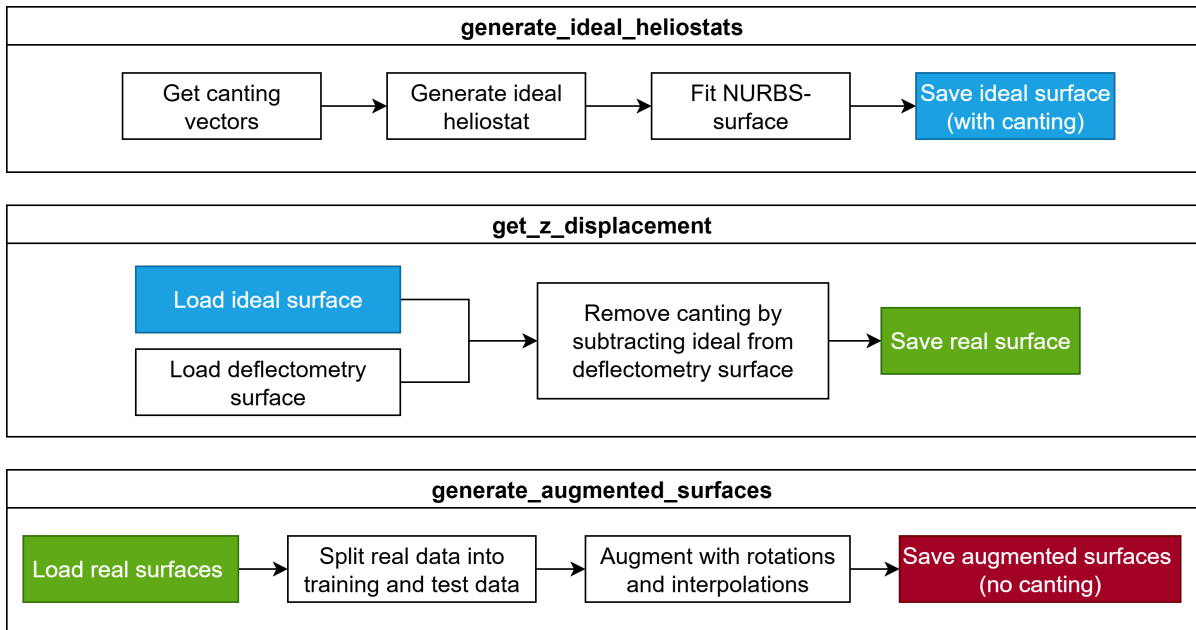 generate_ideal_heliostats
Get canting
vectors
Generate ideal
heliostat
Fit NURBS-
surface
Save ideal surface
(with canting)
get_z_displacement
Load ideal surface
Load deflectometry
surface
Remove canting by
subtracting ideal from
deflectometry surface
Save real surface
generate_augmented_surfaces
Load real surfaces
Split real data into
training and test data
Augment with rotations
and interpolations
Save augmented surfaces
(no canting)